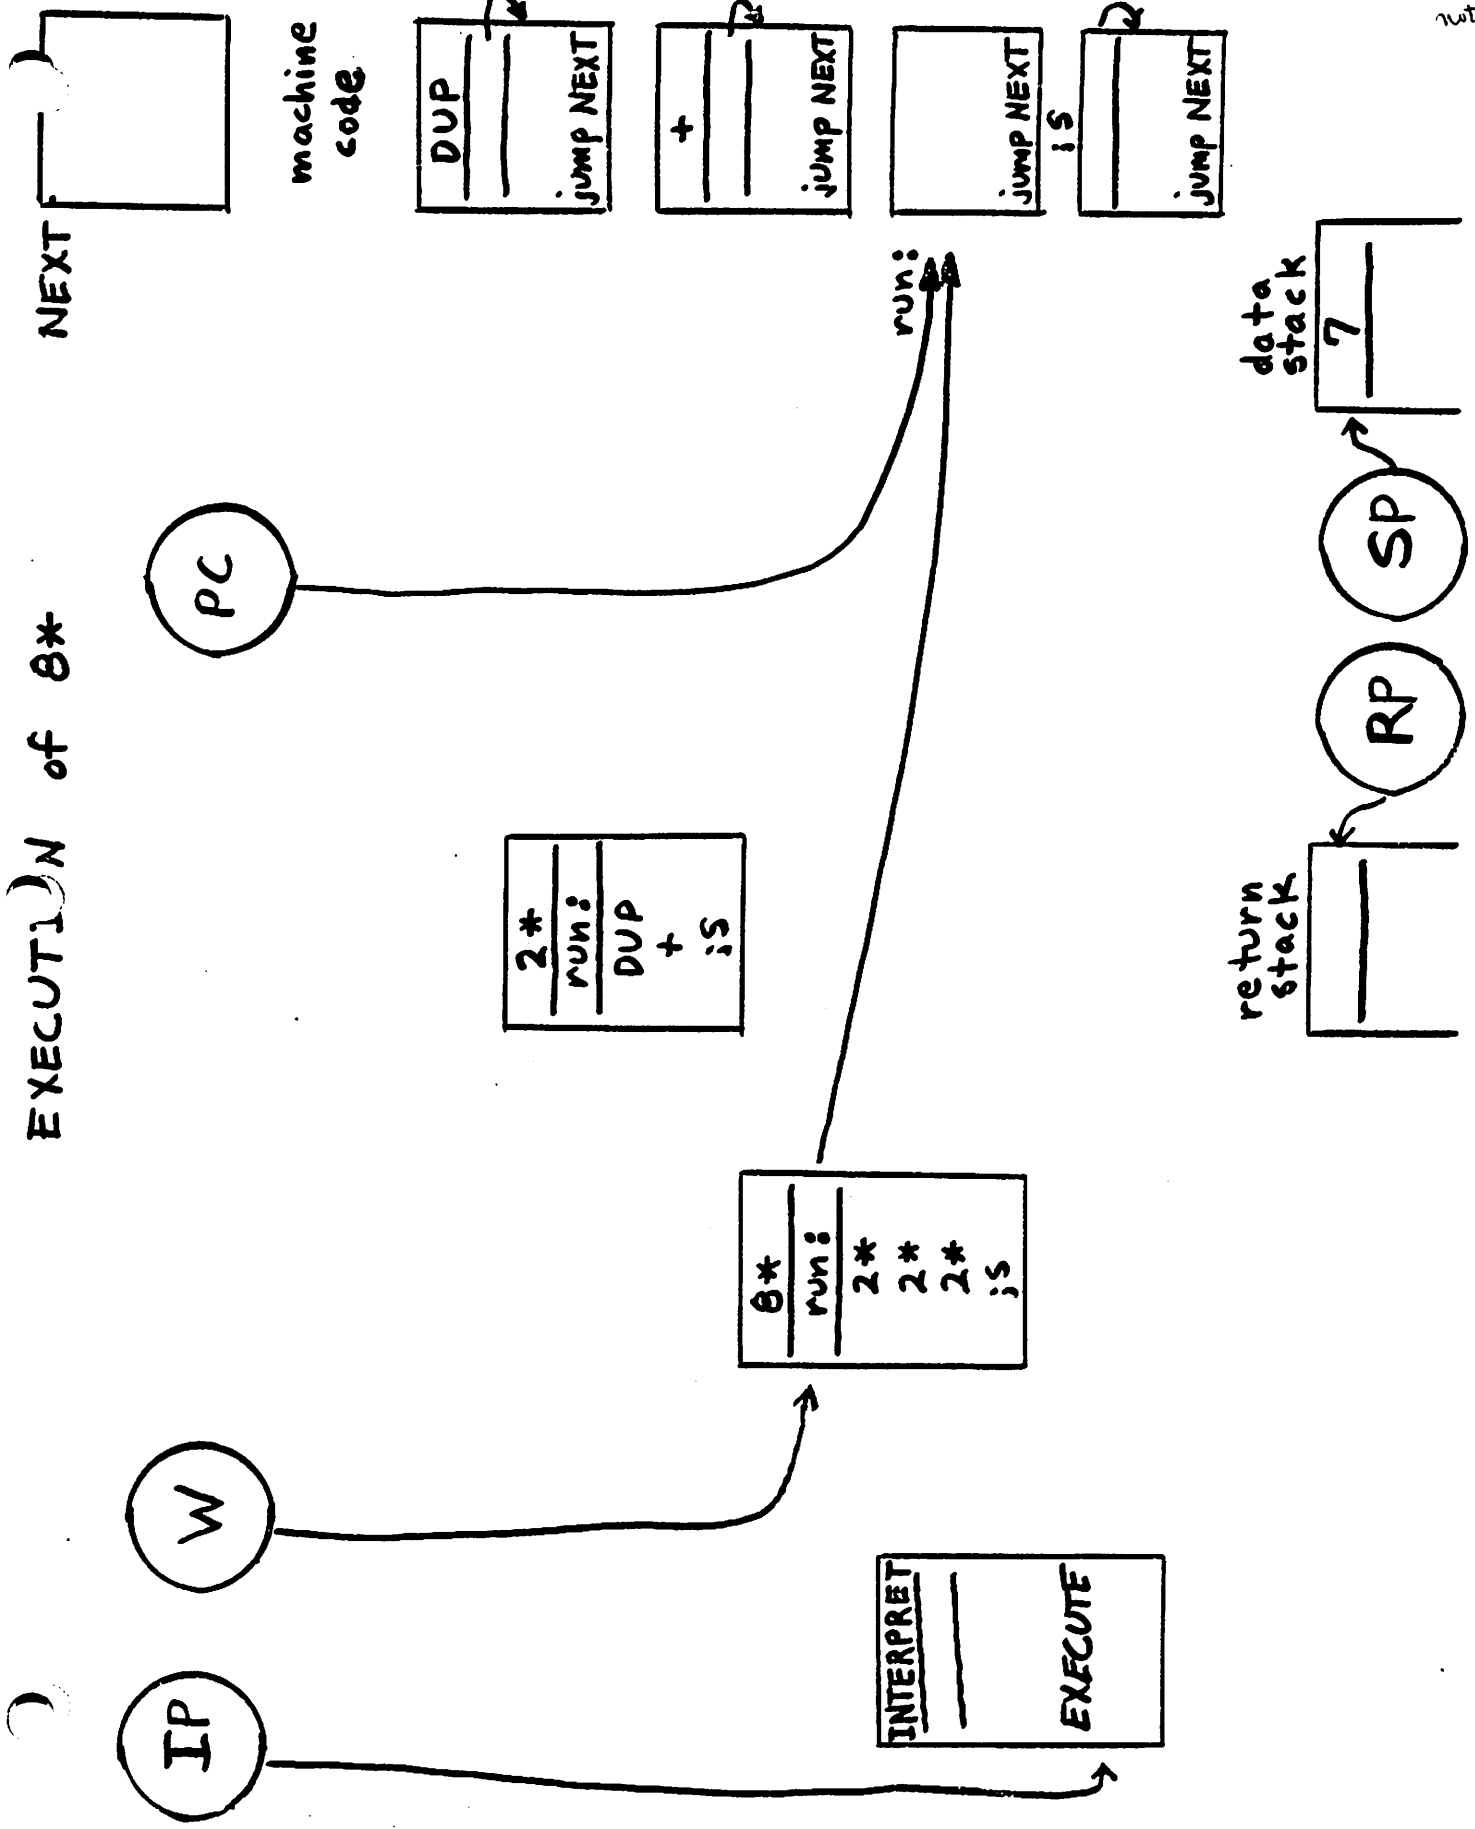 EXECUTION of 8*
IP
W
PC
NEXT
machine
code
2*
run:
DUP
+
;S
DUP
jump NEXT
+
jump NEXT
8*
run:
2*
2*
2*
;S
INTERPRET
EXECUTE
run:
jump NEXT
;S
jump NEXT
return
stack
RP
SP
data
stack
7